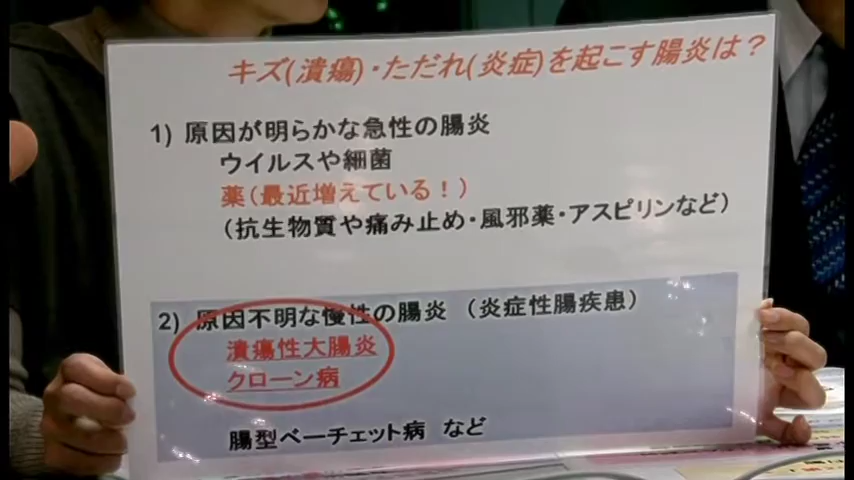 キズ(潰瘍)・ただれ(炎症)を起こす腸炎は?
1) 原因が明らかな急性の腸炎
ウイルスや細菌
薬(最近増えている!)
(抗生物質や痛み止め・風邪薬・アスピリンなど)
2) 原因不明な慢性の腸炎 (炎症性腸疾患)
潰瘍性大腸炎
クローン病
腸型ベーチェット病 など